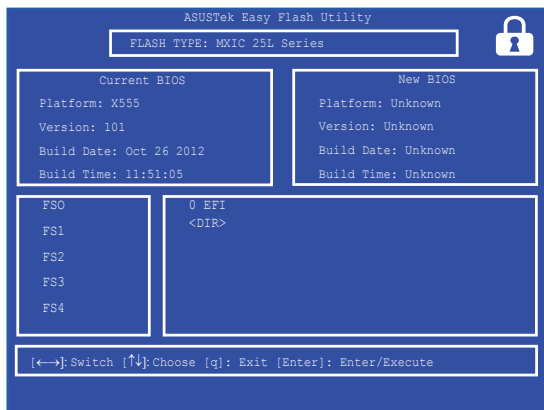 ASUSTek Easy Flash Utility
FLASH TYPE: MXIC 25L Series
Current BIOS
Platform: X555
Version: 101
Build Date: Oct 26 2012
Build Time: 11:51:05
New BIOS
Platform: Unknown
Version: Unknown
Build Date: Unknown
Build Time: Unknown
FSO
FS1
FS2
FS3
FS4
0 EFI
<DIR>
[←→]: Switch [↑↓]: Choose [q]: Exit [Enter]: Enter/Execute